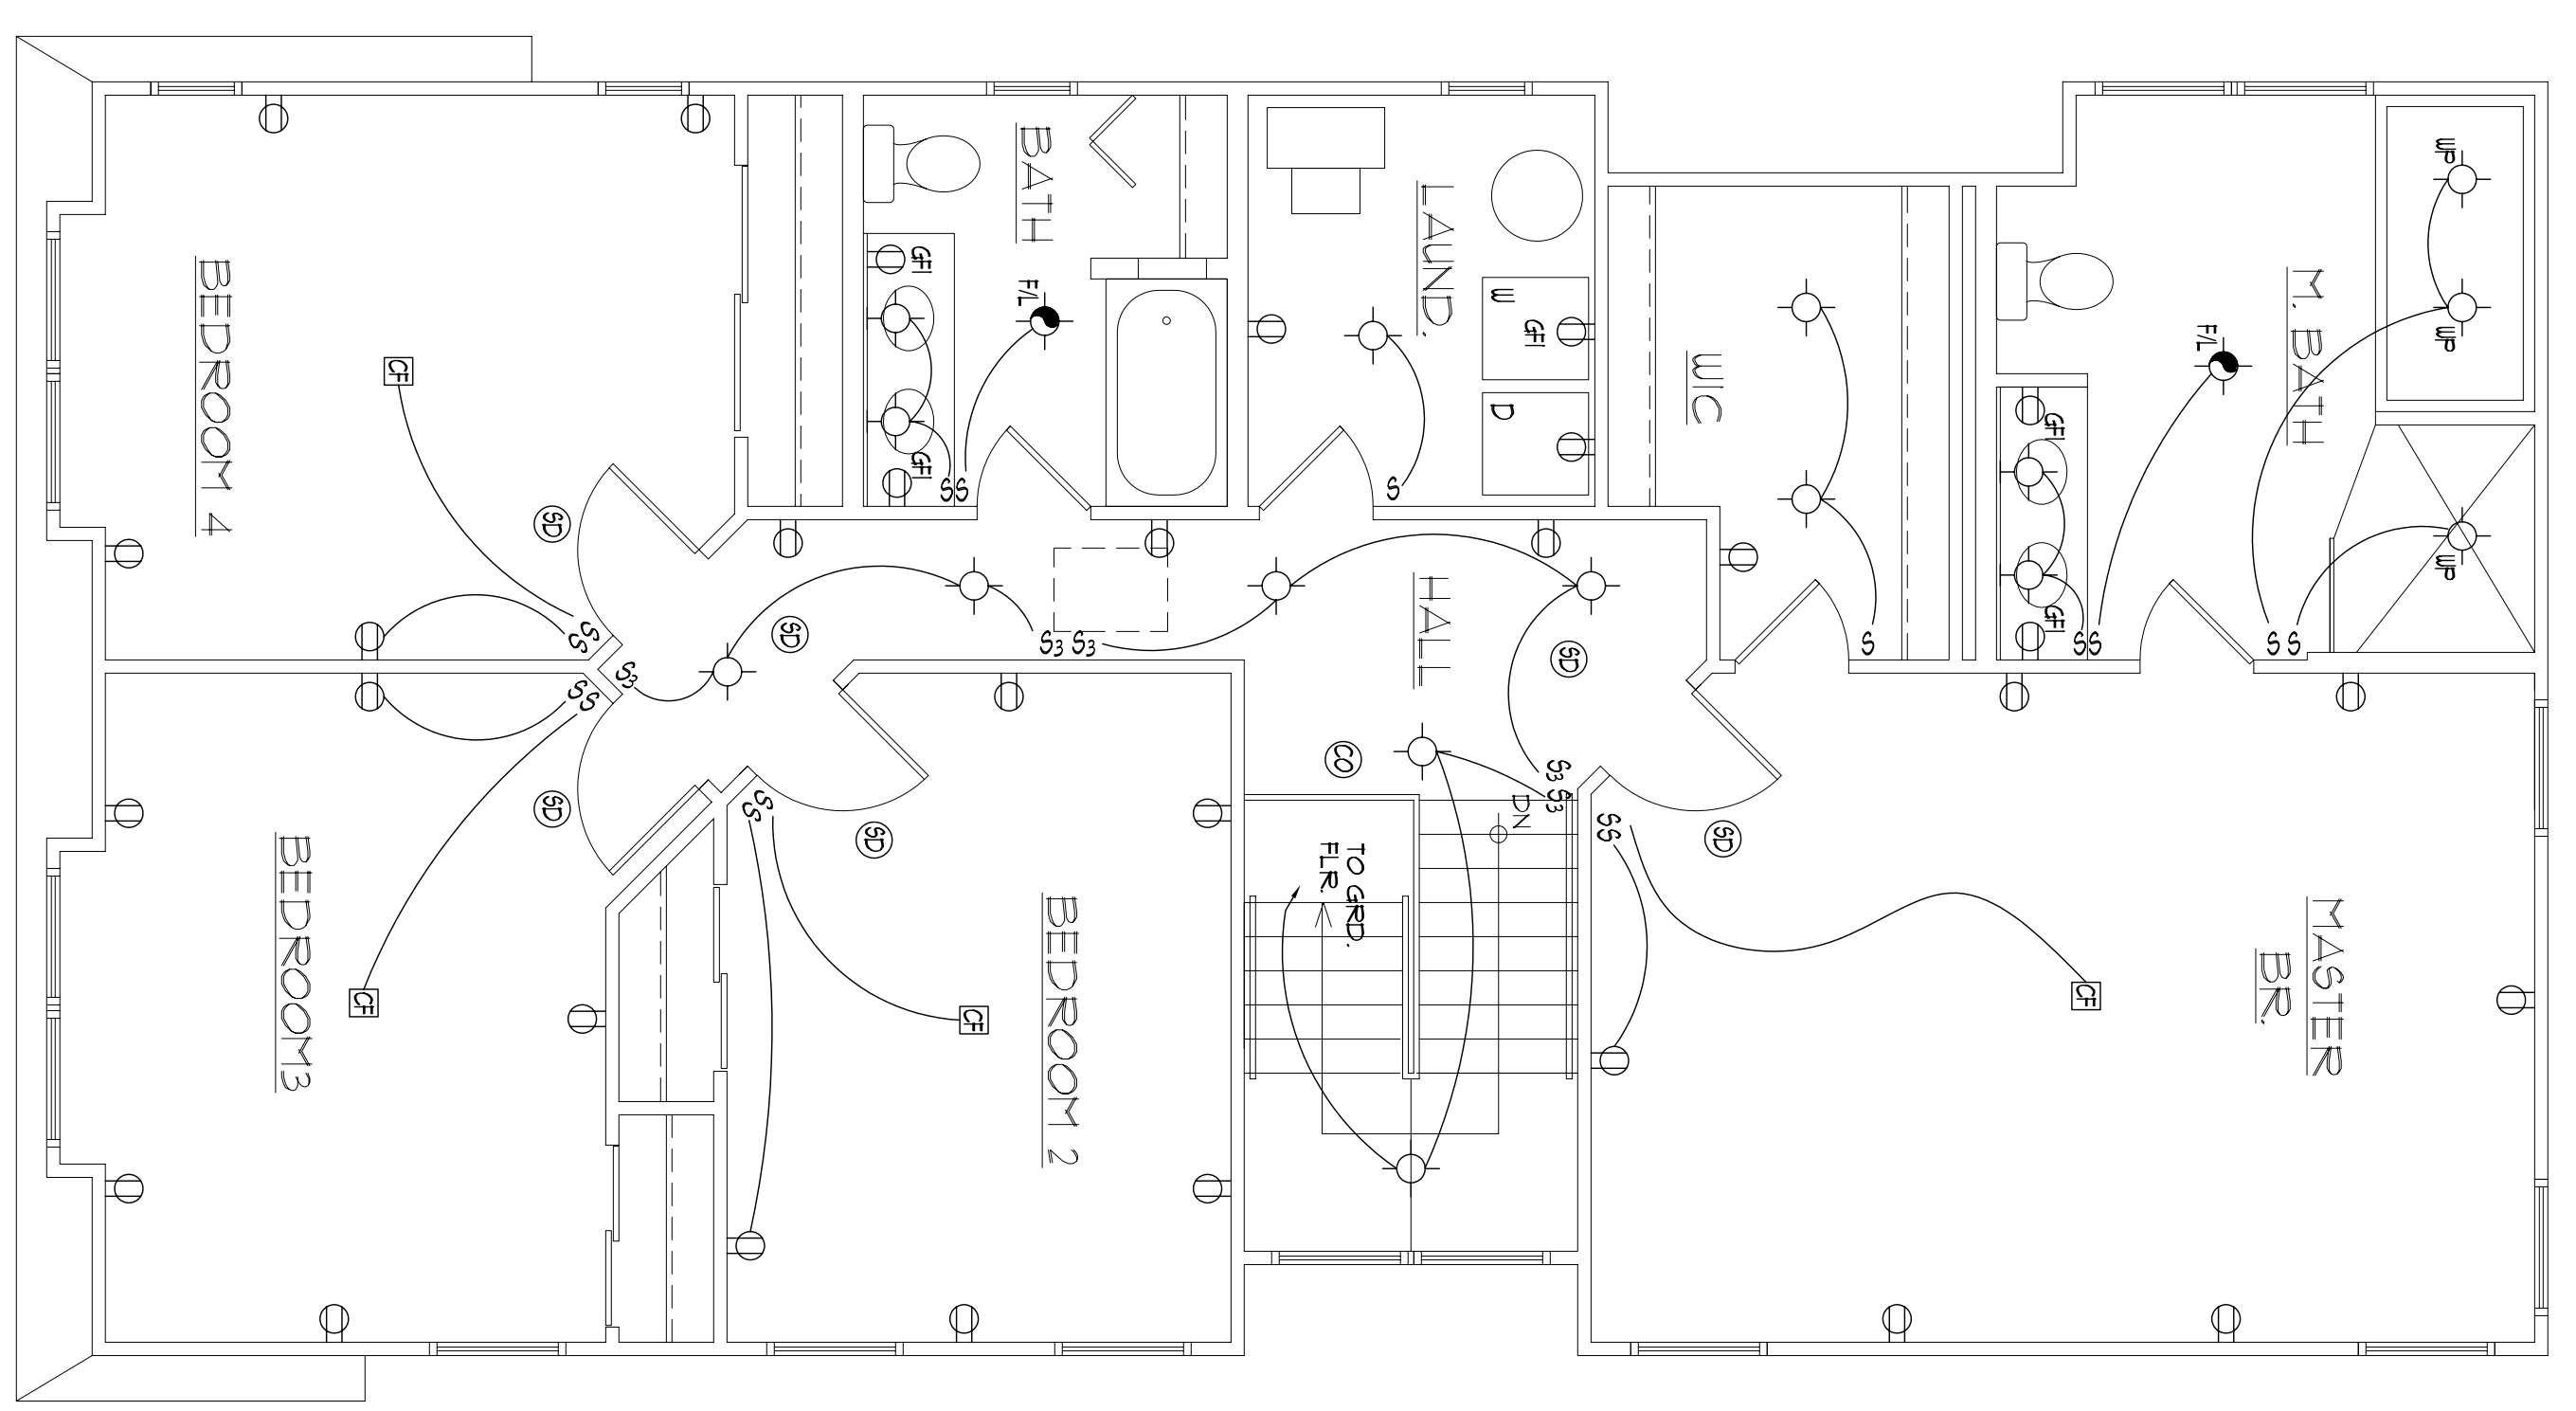 BEDROOM 4
CF
SD
SS
BATH
GFI
GFI
F/L
SS
LAUND.
W
GFI
D
S
WIC
S
M. BATH
F/L
GFI
GFI
SS
S S
WP
WP
WP
HALL
SD
S3
S3 S3
SD
CO
S3
S3
DN
TO GRD.
FLR.
BEDROOM3
SS
SD
CF
BEDROOM 2
SS
SD
CF
MASTER
BR.
SS
SD
CF